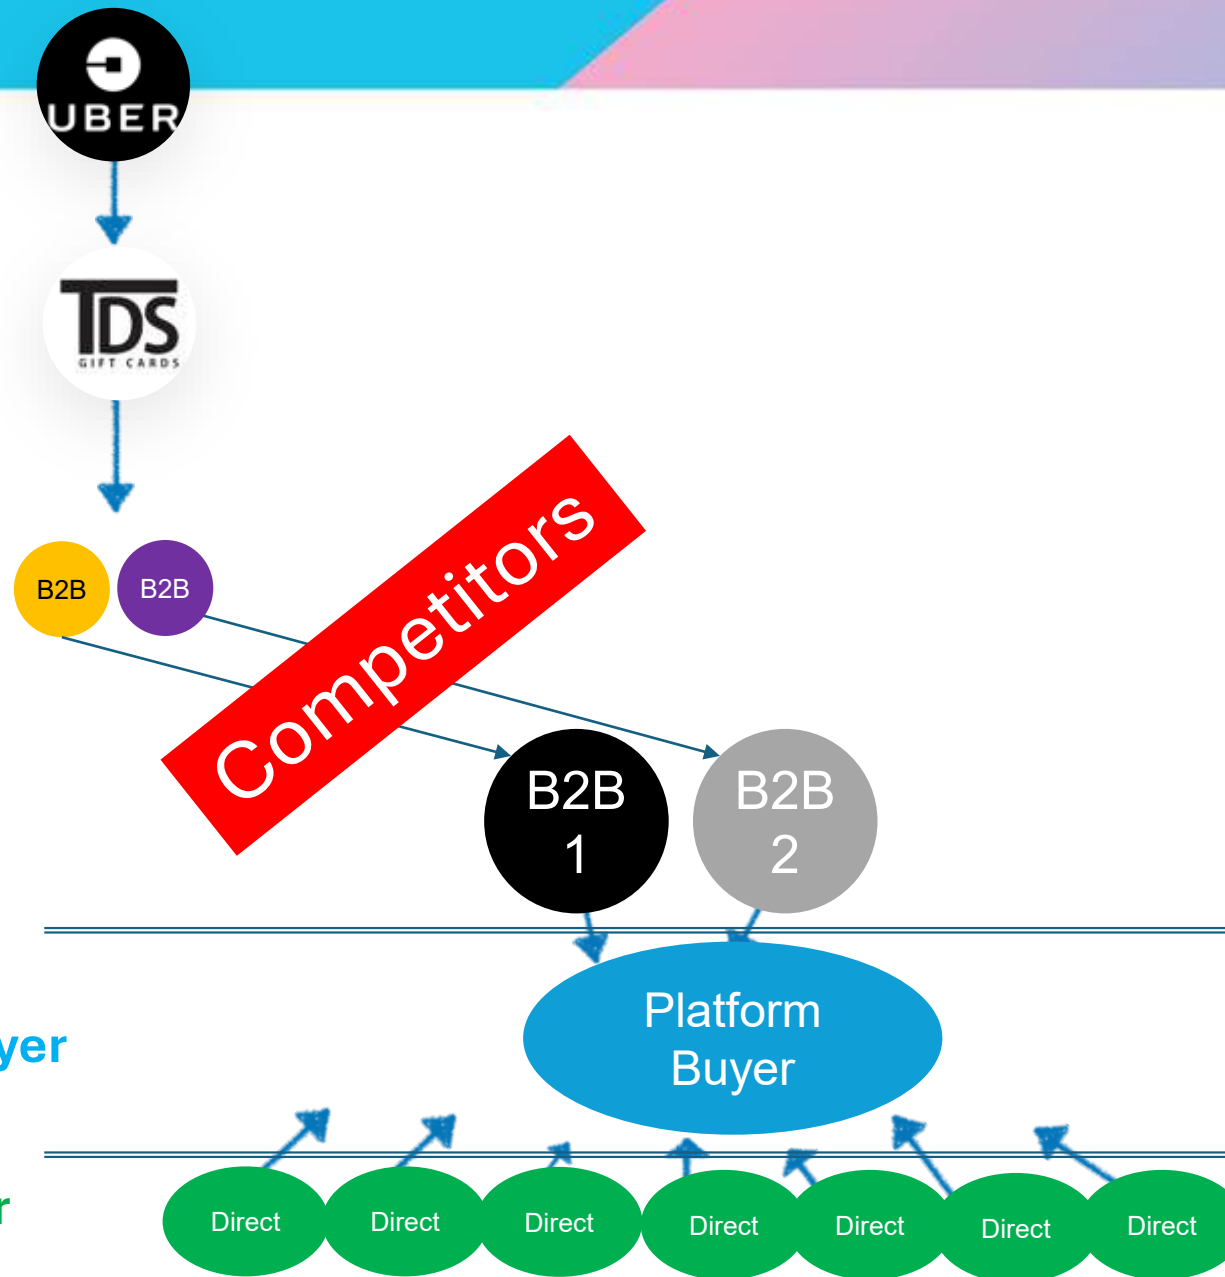 UBER
TDS
GIFT CARDS
B2B
B2B
Competitors
B2B
1
B2B
2
Platform
Buyer
yer
r
Direct
Direct
Direct
Direct
Direct
Direct
Direct